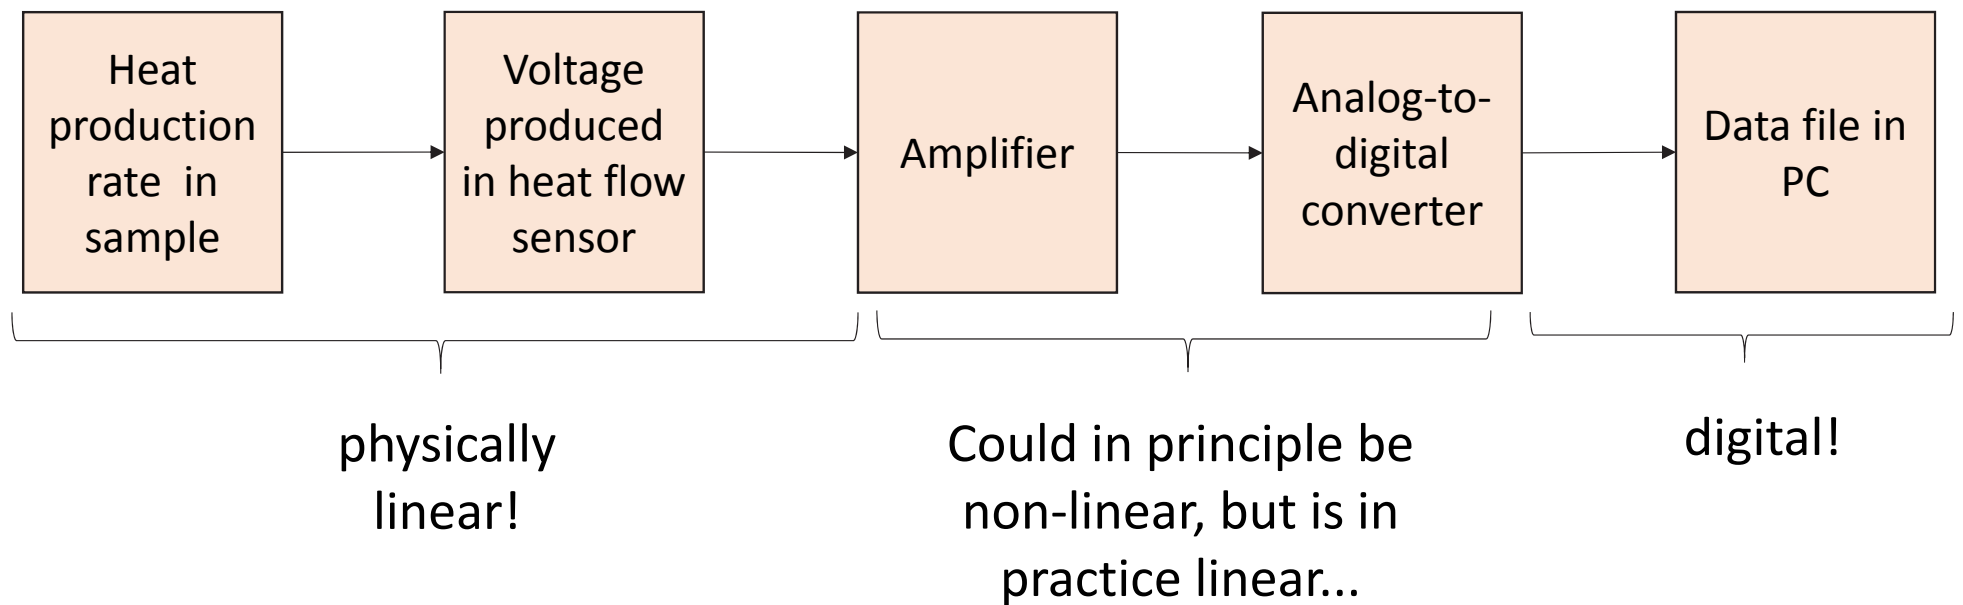 Heat
production
rate  in
sample
Voltage
produced
in heat flow
sensor
Amplifier
Analog-to-
digital
converter
Data file in
PC
physically
linear!
Could in principle be
non-linear, but is in
practice linear...
digital!